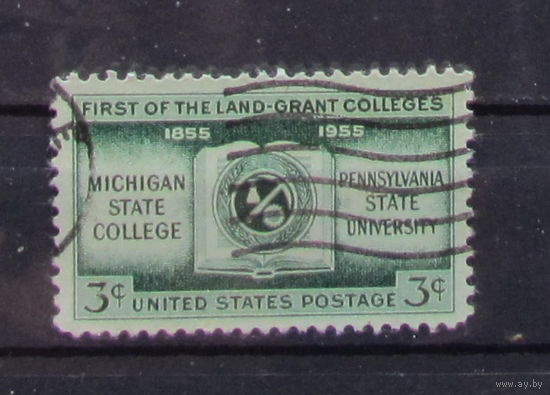 FIRST OF THE LAND-GRANT COLLEGES
1855 1955
MICHIGAN
STATE
COLLEGE
PENNSYLVANIA
STATE
UNIVERSITY
3¢ UNITED STATES POSTAGE 3¢
www.ay.by